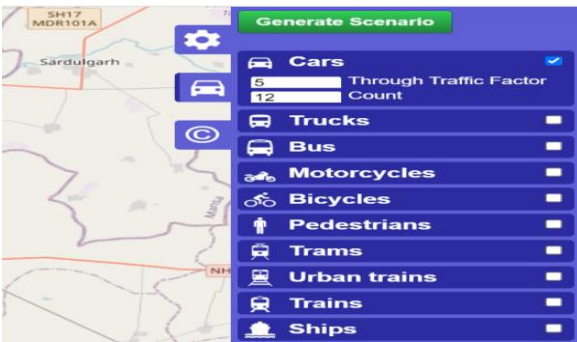 SH17
MDR101A
Sardulgarh
Mansa
NH
©
Generate Scenario
Cars
5 Through Traffic Factor
12 Count
Trucks
Bus
Motorcycles
Bicycles
Pedestrians
Trams
Urban trains
Trains
Ships